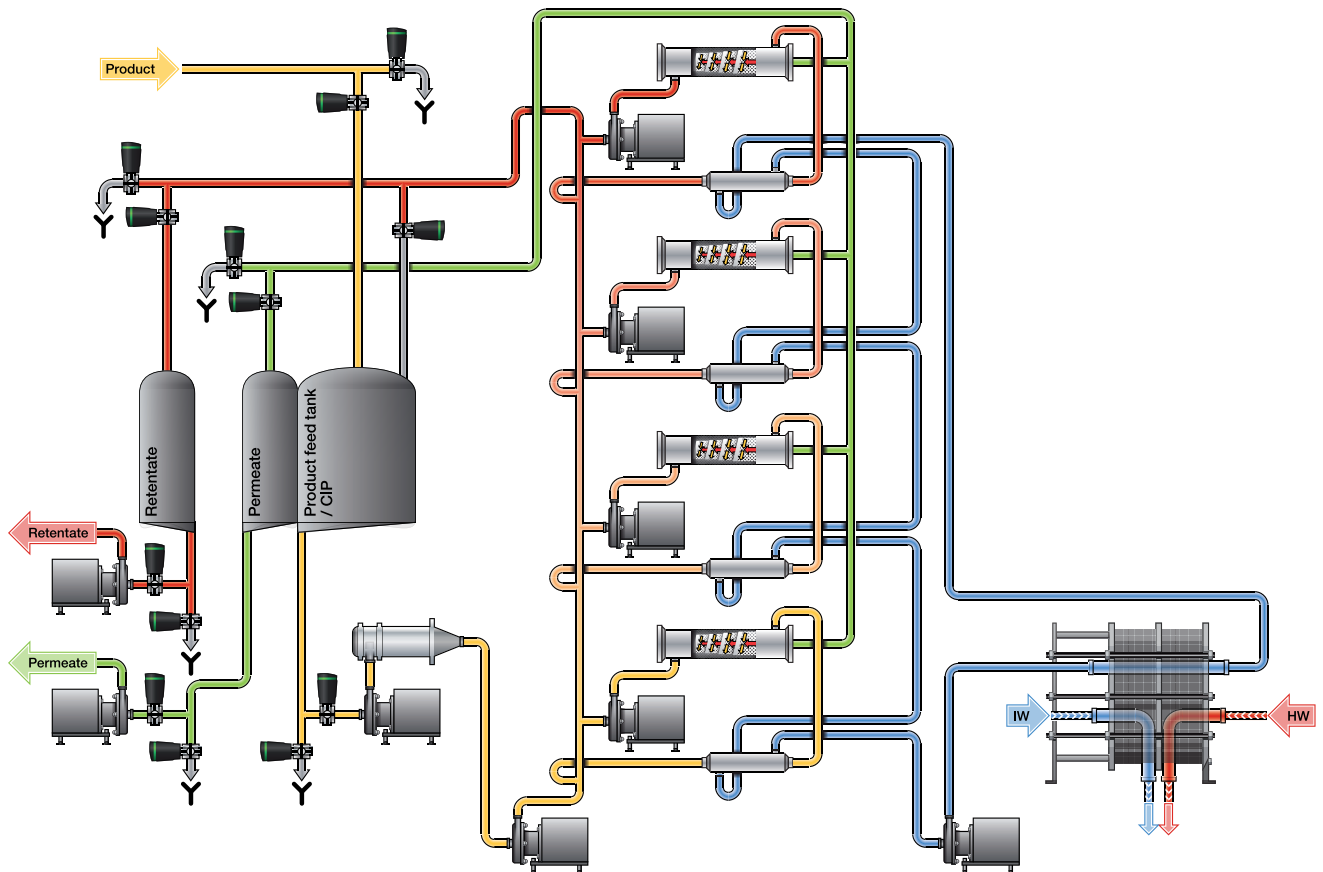 Product
Retentate
Permeate
Product feed tank
/ CIP
Retentate
Permeate
IW
HW